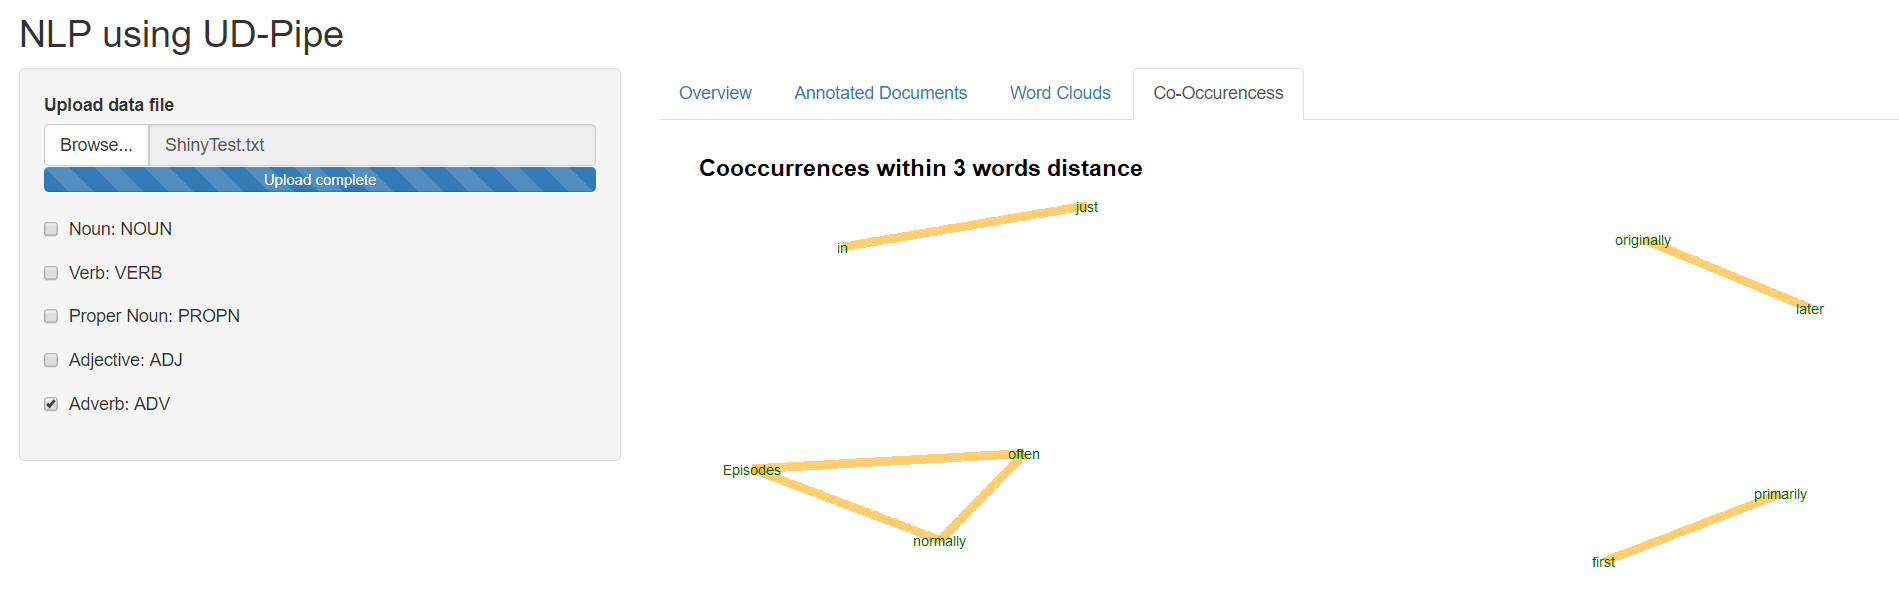 NLP using UD-Pipe
Upload data file
Browse... ShinyTest.txt
Upload complete
Noun: NOUN
Verb: VERB
Proper Noun: PROPN
Adjective: ADJ
Adverb: ADV
Overview Annotated Documents Word Clouds Co-Occurencess
Cooccurrences within 3 words distance
just
in
originally
later
often
Episodes
normally
primarily
first